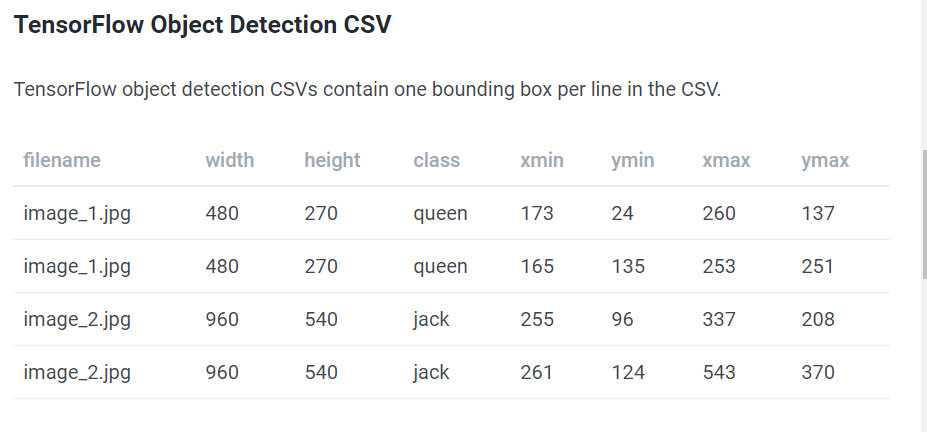 TensorFlow Object Detection CSV
TensorFlow object detection CSVs contain one bounding box per line in the CSV.
filename width height class xmin ymin xmax ymax
image_1.jpg 480 270 queen 173 24 260 137
image_1.jpg 480 270 queen 165 135 253 251
image_2.jpg 960 540 jack 255 96 337 208
image_2.jpg 960 540 jack 261 124 543 370